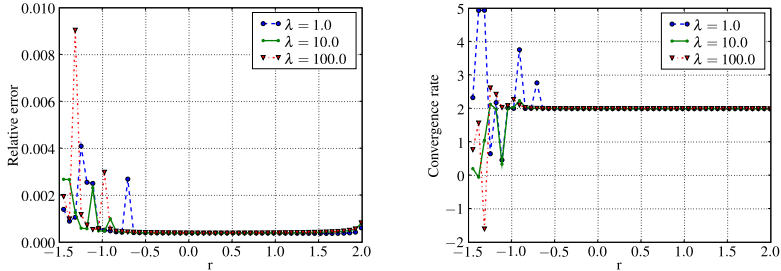 0.010
0.008
0.006
0.004
0.002
0.000
Relative error
λ = 1.0
λ = 10.0
λ = 100.0
−1.5 −1.0 −0.5 0.0 0.5 1.0 1.5 2.0
r
5
4
3
2
1
0
−1
−2
Convergence rate
λ = 1.0
λ = 10.0
λ = 100.0
−1.5 −1.0 −0.5 0.0 0.5 1.0 1.5 2.0
r